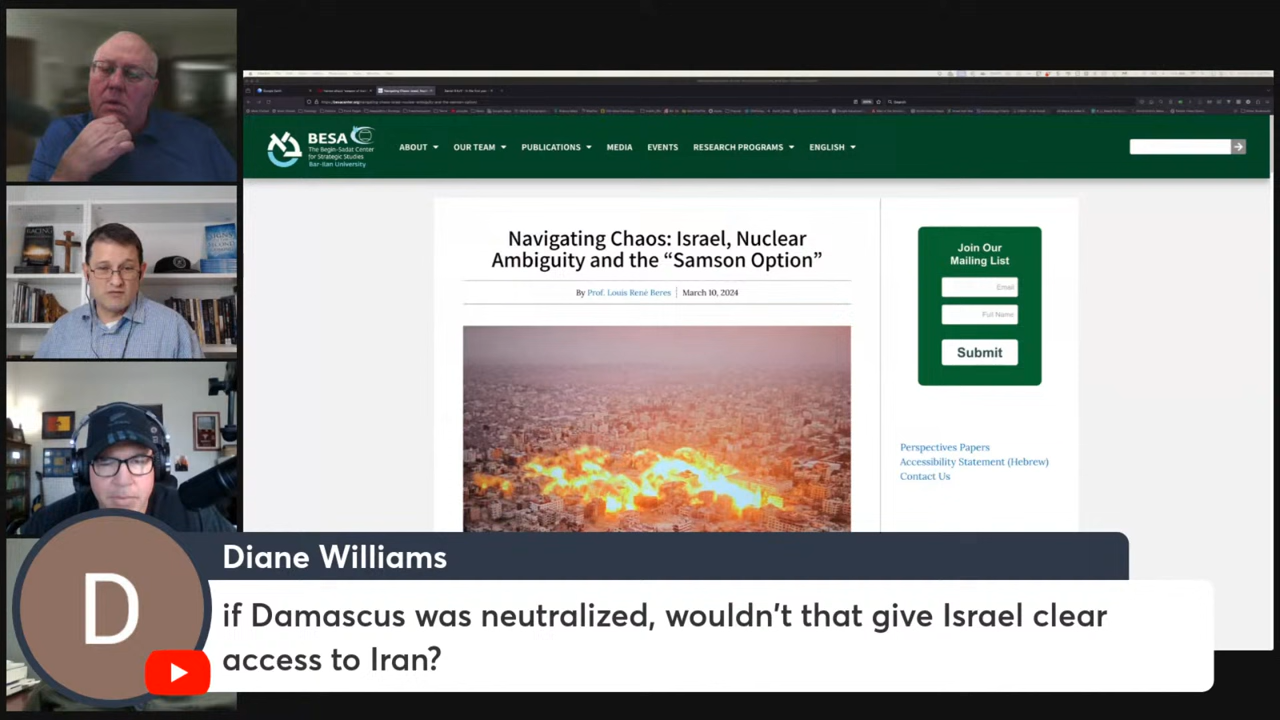 BESA
The Begin-Sadat Center
for Strategic Studies
Bar-Ilan University
ABOUT
OUR TEAM
PUBLICATIONS
MEDIA
EVENTS
RESEARCH PROGRAMS
ENGLISH
Navigating Chaos: Israel, Nuclear
Ambiguity and the “Samson Option”
By Prof. Louis René Beres | March 10, 2024
Join Our
Mailing List
Email
Full Name
Submit
Perspectives Papers
Accessibility Statement (Hebrew)
Contact Us
D
Diane Williams
if Damascus was neutralized, wouldn't that give Israel clear
access to Iran?